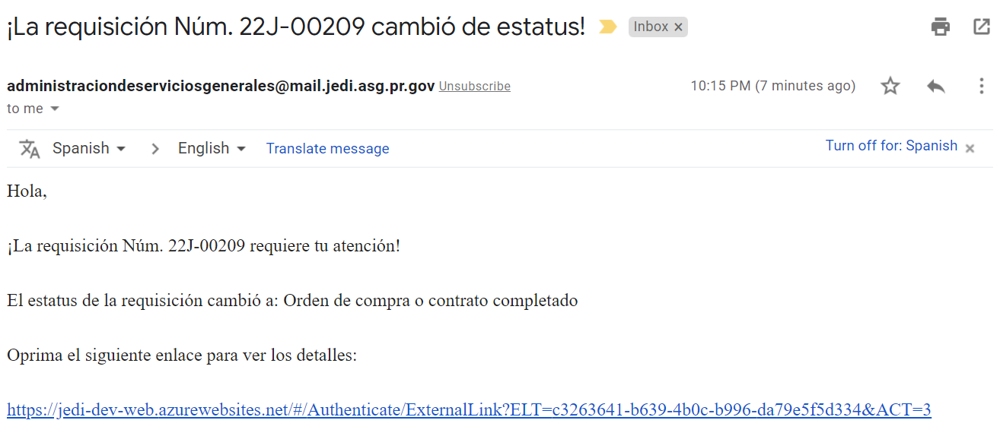 ¡La requisición Núm. 22J-00209 cambió de estatus! Inbox ×
administraciondeserviciosgenerales@mail.jedi.asg.pr.gov Unsubscribe 10:15 PM (7 minutes ago)
to me
Spanish > English Translate message Turn off for: Spanish ×
Hola,
¡La requisición Núm. 22J-00209 requiere tu atención!
El estatus de la requisición cambió a: Orden de compra o contrato completado
Oprima el siguiente enlace para ver los detalles:
https://jedi-dev-web.azurewebsites.net/#/Authenticate/ExternalLink?ELT=c3263641-b639-4b0c-b996-da79e5f5d334&ACT=3